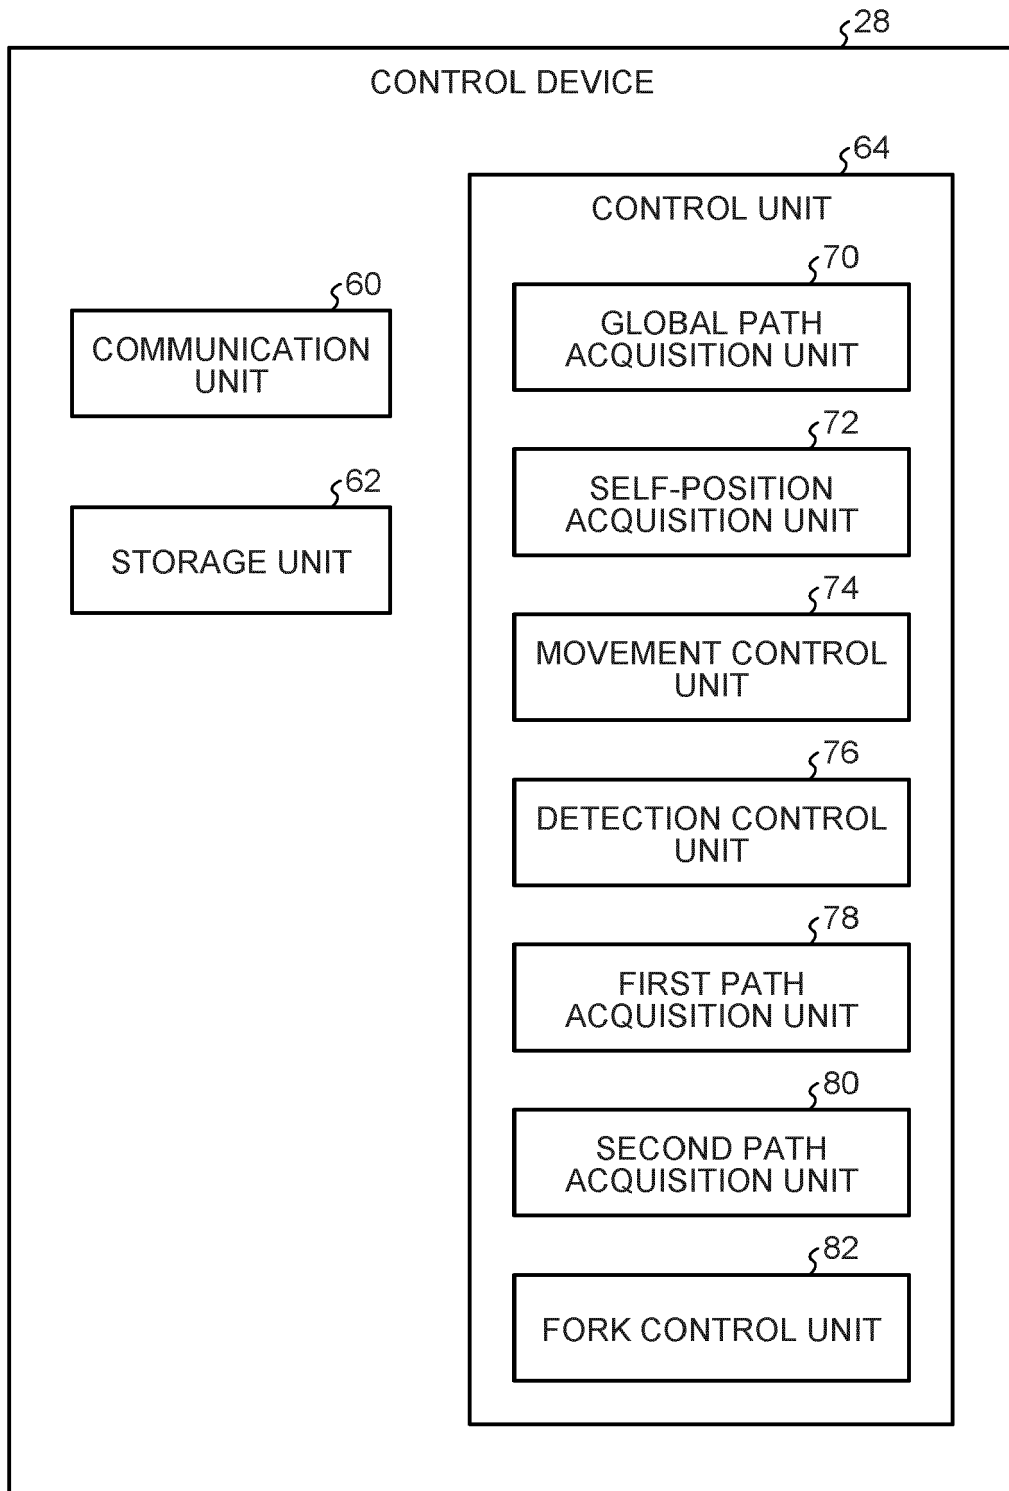 28
CONTROL DEVICE
60
COMMUNICATION
UNIT
62
STORAGE UNIT
64
CONTROL UNIT
70
GLOBAL PATH
ACQUISITION UNIT
72
SELF-POSITION
ACQUISITION UNIT
74
MOVEMENT CONTROL
UNIT
76
DETECTION CONTROL
UNIT
78
FIRST PATH
ACQUISITION UNIT
80
SECOND PATH
ACQUISITION UNIT
82
FORK CONTROL UNIT